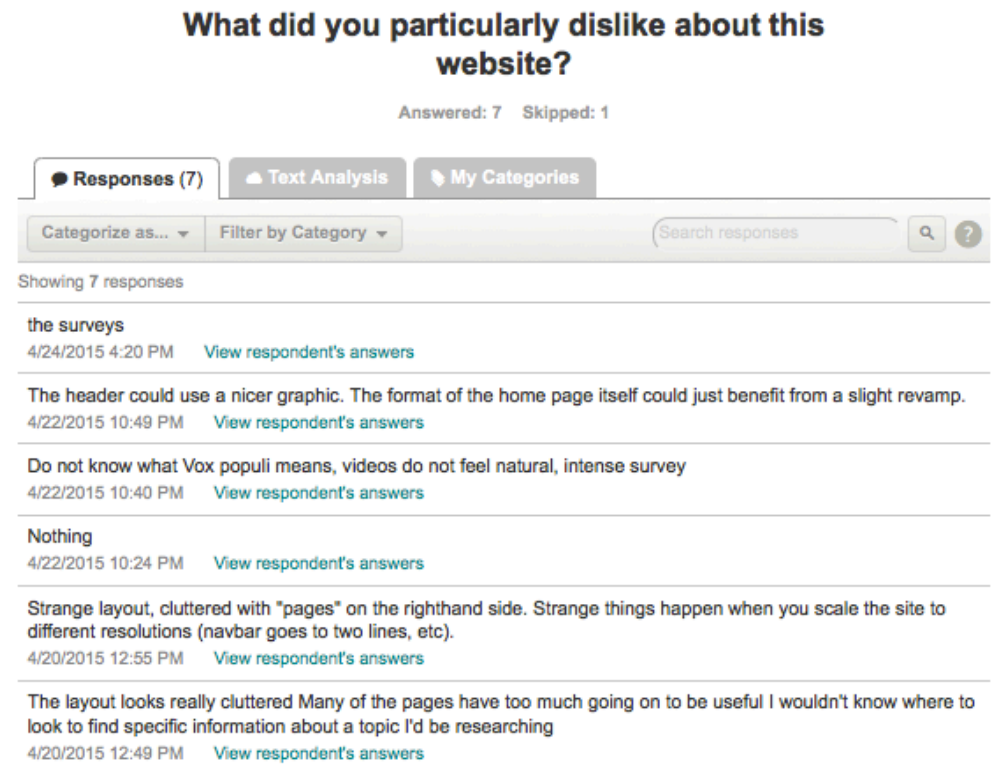 What did you particularly dislike about this
website?
Answered: 7 Skipped: 1
Responses (7) Text Analysis My Categories
Categorize as... Filter by Category Search responses ?
Showing 7 responses
the surveys
4/24/2015 4:20 PM View respondent's answers
The header could use a nicer graphic. The format of the home page itself could just benefit from a slight revamp.
4/22/2015 10:49 PM View respondent's answers
Do not know what Vox populi means, videos do not feel natural, intense survey
4/22/2015 10:40 PM View respondent's answers
Nothing
4/22/2015 10:24 PM View respondent's answers
Strange layout, cluttered with "pages" on the righthand side. Strange things happen when you scale the site to
different resolutions (navbar goes to two lines, etc).
4/20/2015 12:55 PM View respondent's answers
The layout looks really cluttered Many of the pages have too much going on to be useful I wouldn't know where to
look to find specific information about a topic I'd be researching
4/20/2015 12:49 PM View respondent's answers